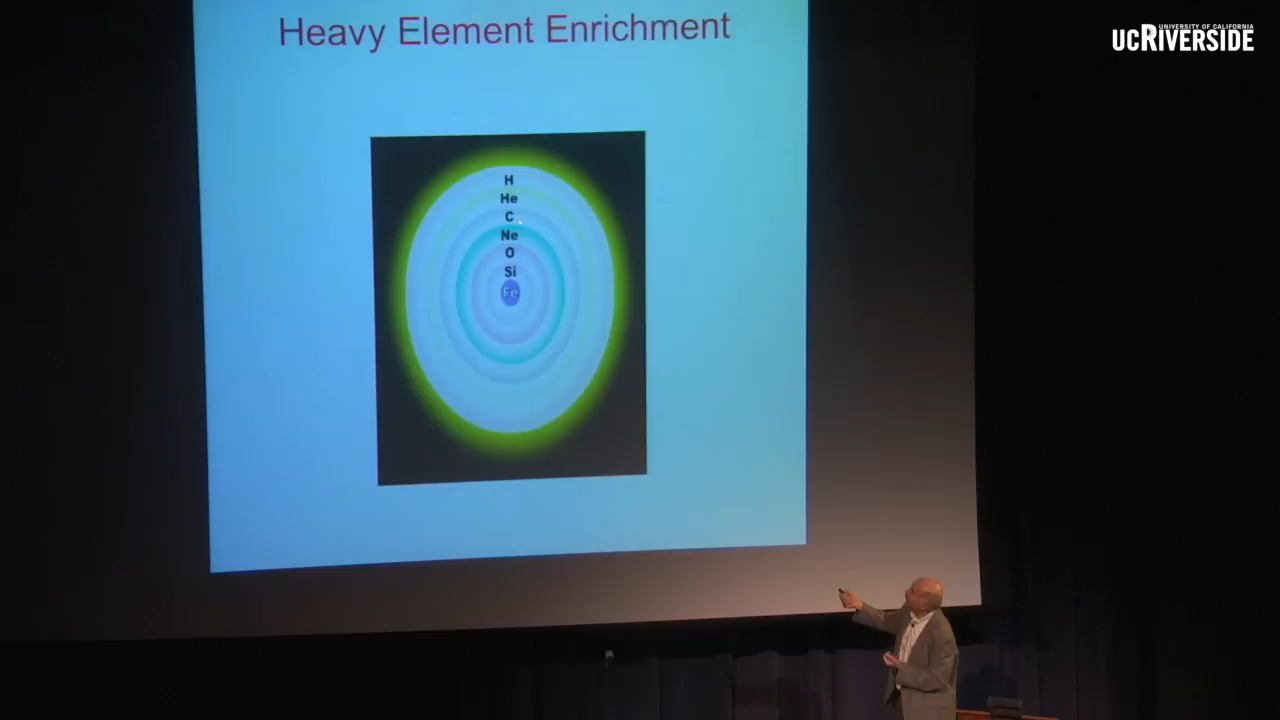 Heavy Element Enrichment
UNIVERSITY OF CALIFORNIA
UCRIVERSIDE
H
He
C
Ne
O
Si
Fe